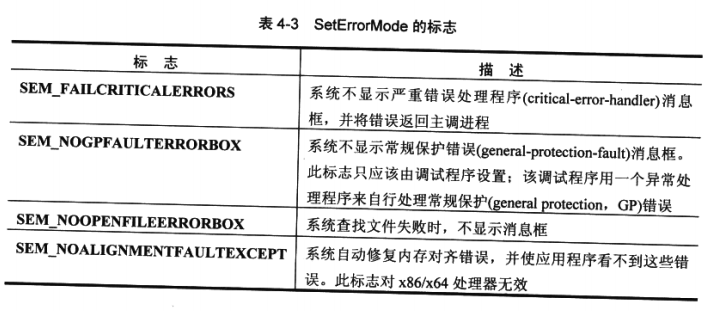 表 4-3 SetErrorMode 的标志
标 志
描 述
SEM_FAILCRITICALERRORS
系统不显示严重错误处理程序(critical-error-handler)消息
框，并将错误返回主调进程
SEM_NOGPFAULTERRORBOX
系统不显示常规保护错误(general-protection-fault)消息框。
此标志只应该由调试程序设置；该调试程序用一个异常处
理程序来自行处理常规保护(general protection，GP)错误
SEM_NOOPENFILEERRORBOX
系统查找文件失败时，不显示消息框
SEM_NOALIGNMENTFAULTEXCEPT
系统自动修复内存对齐错误，并使应用程序看不到这些错
误。此标志对 x86/x64 处理器无效